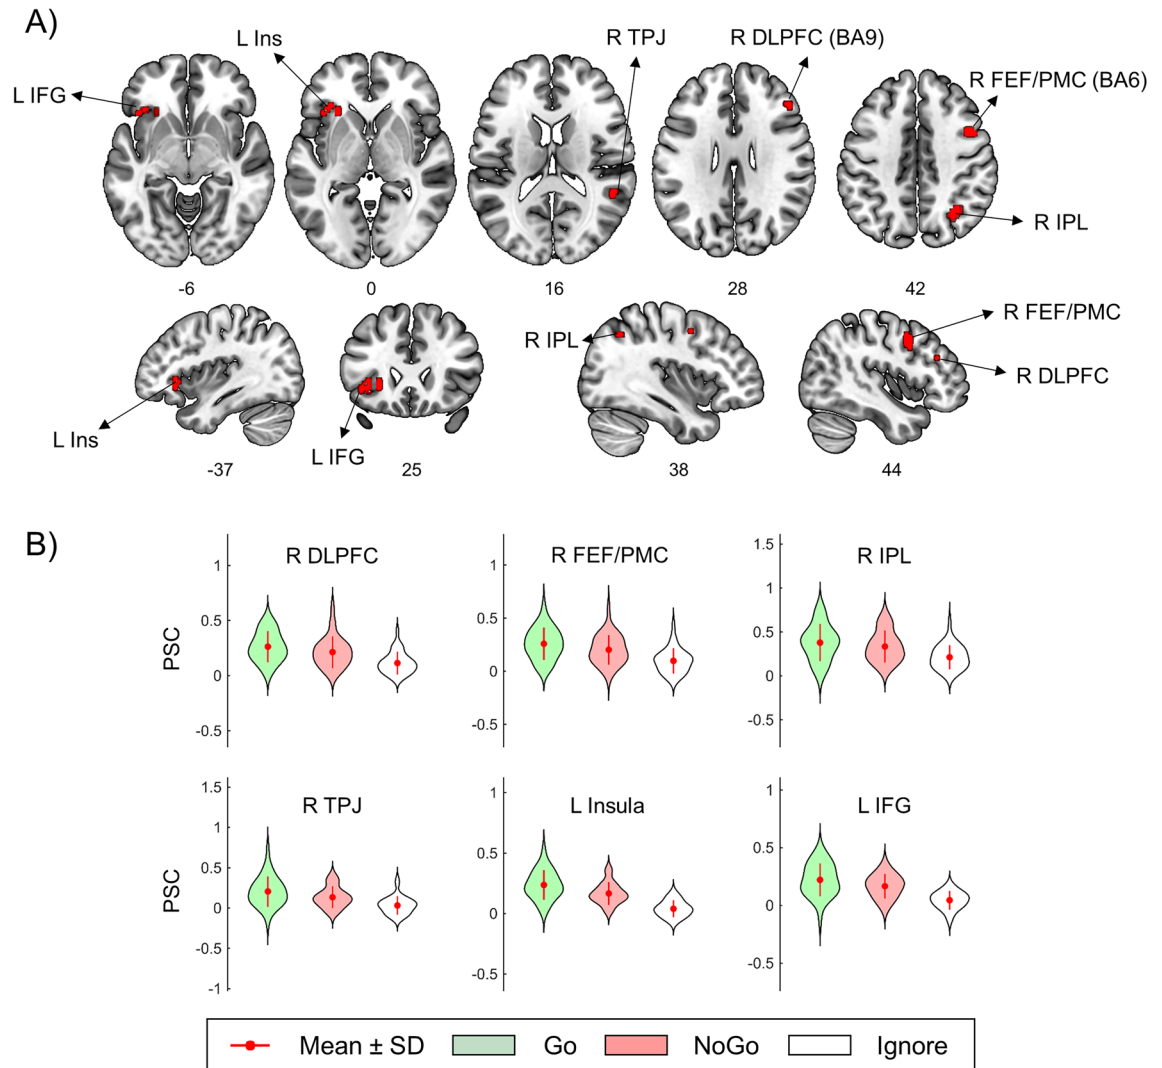 A)
L Ins
R TPJ
R DLPFC (BA9)
L IFG
R FEF/PMC (BA6)
R IPL
-6
0
16
28
42
R FEF/PMC
R IPL
R DLPFC
L Ins
L IFG
-37
25
38
44
B)
R DLPFC
1
0.5
0
-0.5
PSC
R FEF/PMC
1
0.5
0
-0.5
R IPL
1.5
1
0.5
0
-0.5
R TPJ
1.5
1
0.5
0
-0.5
-1
PSC
L Insula
1
0.5
0
-0.5
L IFG
1
0.5
0
-0.5
Mean ± SD Go NoGo Ignore